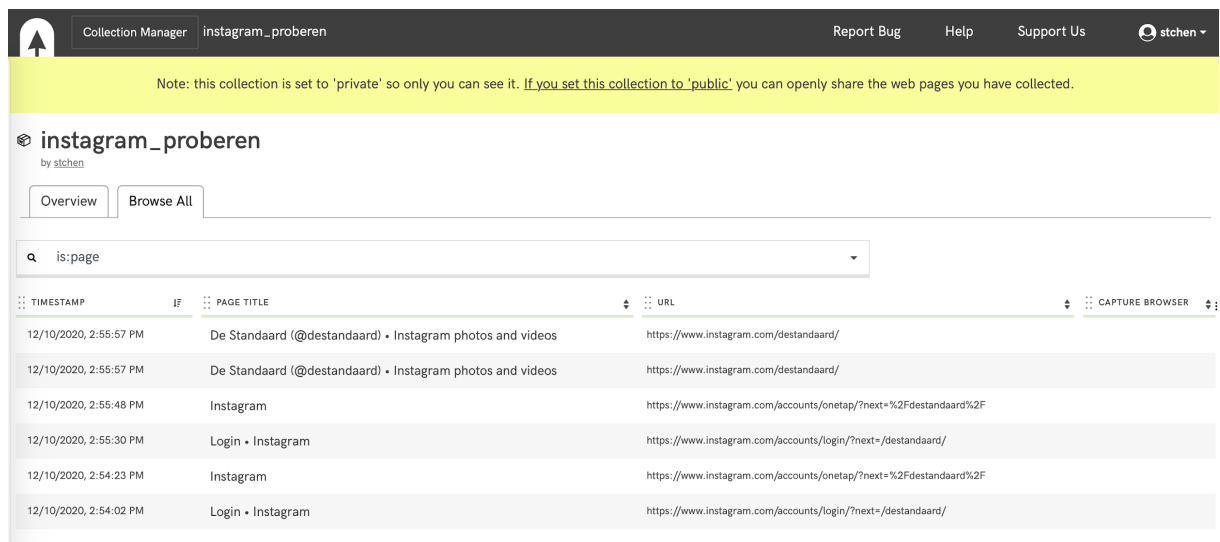 Collection Manager instagram_proberen Report Bug Help Support Us stchen
Note: this collection is set to 'private' so only you can see it. If you set this collection to 'public' you can openly share the web pages you have collected.
instagram_proberen
by stchen
Overview Browse All
is:page
TIMESTAMP PAGE TITLE URL CAPTURE BROWSER
12/10/2020, 2:55:57 PM De Standaard (@destandaard) • Instagram photos and videos https://www.instagram.com/destandaard/
12/10/2020, 2:55:57 PM De Standaard (@destandaard) • Instagram photos and videos https://www.instagram.com/destandaard/
12/10/2020, 2:55:48 PM Instagram https://www.instagram.com/accounts/onetap/?next=%2Fdestandaard%2F
12/10/2020, 2:55:30 PM Login • Instagram https://www.instagram.com/accounts/login/?next=/destandaard/
12/10/2020, 2:54:23 PM Instagram https://www.instagram.com/accounts/onetap/?next=%2Fdestandaard%2F
12/10/2020, 2:54:02 PM Login • Instagram https://www.instagram.com/accounts/login/?next=/destandaard/